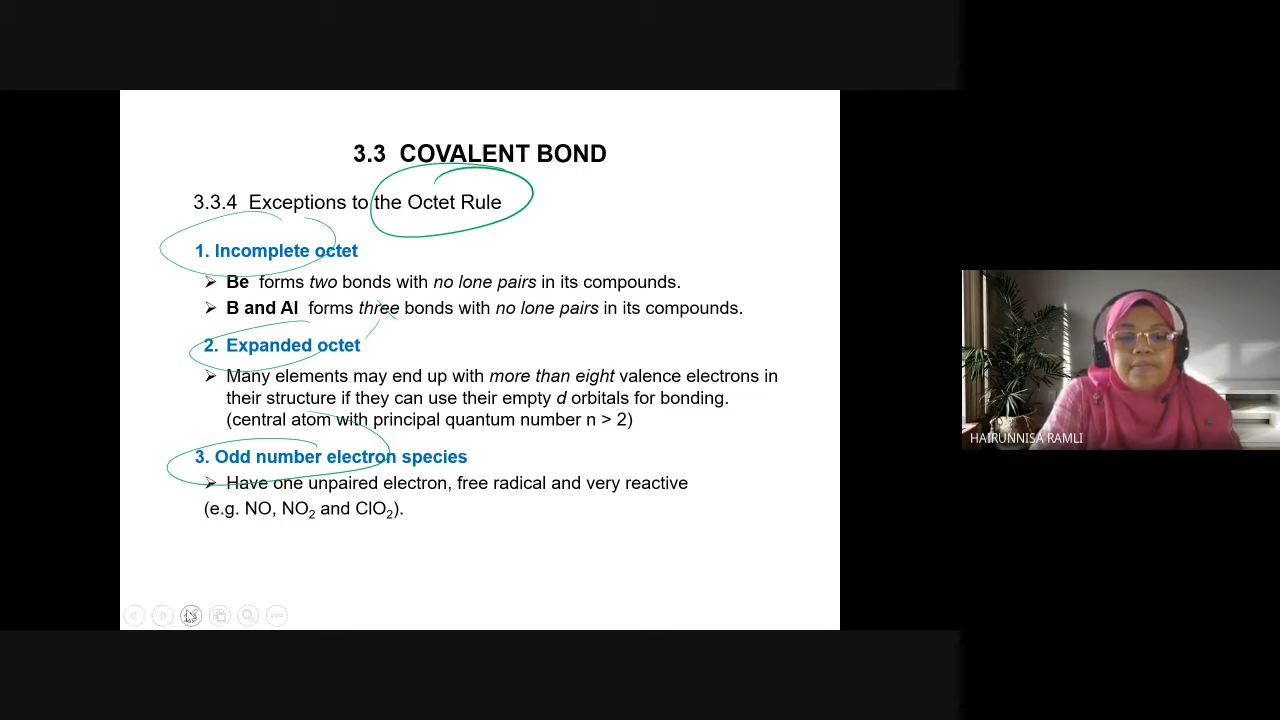 3.3 COVALENT BOND
3.3.4 Exceptions to the Octet Rule
1. Incomplete octet
➢ Be forms two bonds with no lone pairs in its compounds.
➢ B and Al forms three bonds with no lone pairs in its compounds.
2. Expanded octet
➢ Many elements may end up with more than eight valence electrons in
their structure if they can use their empty d orbitals for bonding.
(central atom with principal quantum number n > 2)
3. Odd number electron species
➢ Have one unpaired electron, free radical and very reactive
(e.g. NO, NO₂ and ClO₂).
HAIRUNNISA RAMLI